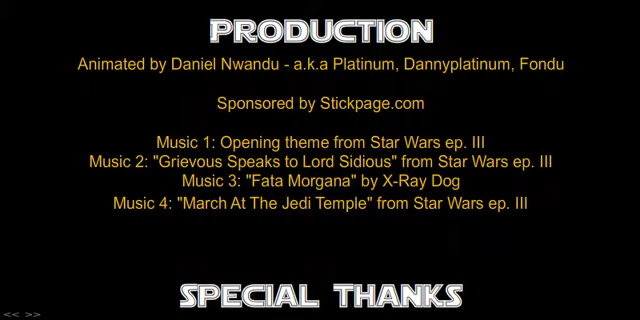 PRODUCTION
Animated by Daniel Nwandu - a.k.a Platinum, Dannyplatinum, Fondu
Sponsored by Stickpage.com
Music 1: Opening theme from Star Wars ep. III
Music 2: "Grievous Speaks to Lord Sidious" from Star Wars ep. III
Music 3: "Fata Morgana" by X-Ray Dog
Music 4: "March At The Jedi Temple" from Star Wars ep. III
SPECIAL THANKS
<< >>